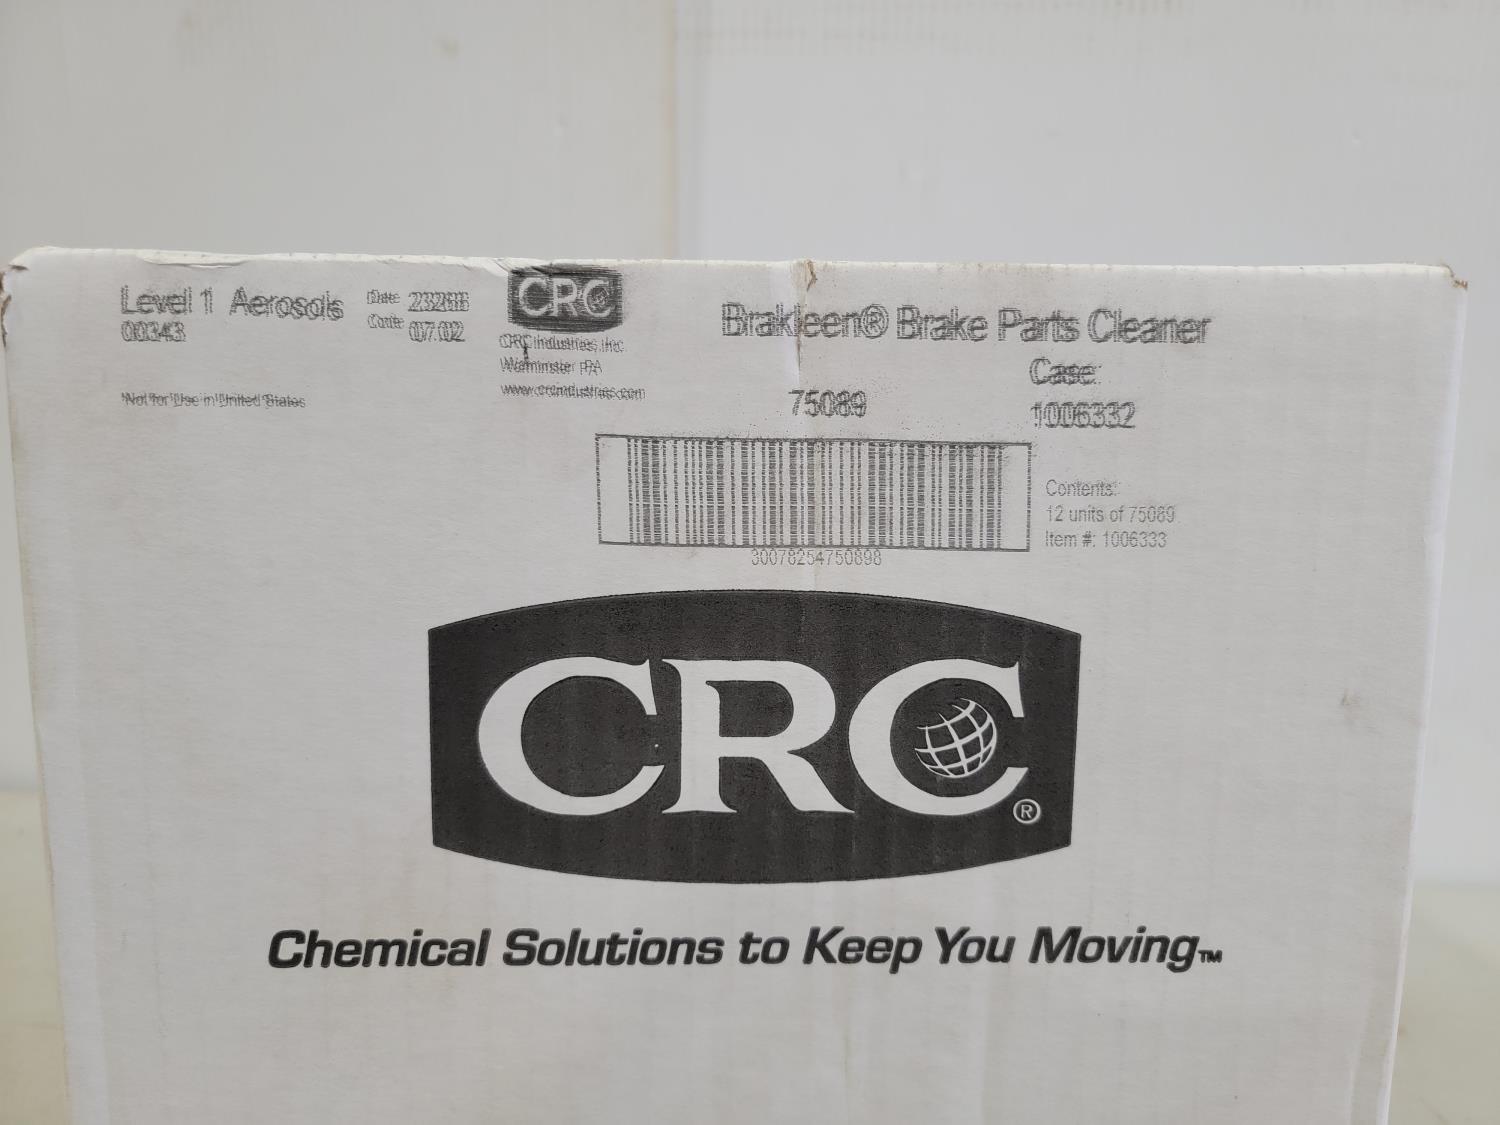 Level 1 Aerosols
00343
Date
Code
07:02
"Not for Use in United States
CRC
CRC Industries, Inc.
Warminster PA
www.crcindustries.com
Brakleen® Brake Parts Cleaner
75089
Case:
1006332
30078254750898
Contents:
12 units of 75089
Item #: 1006333
CRC®
Chemical Solutions to Keep You Moving™